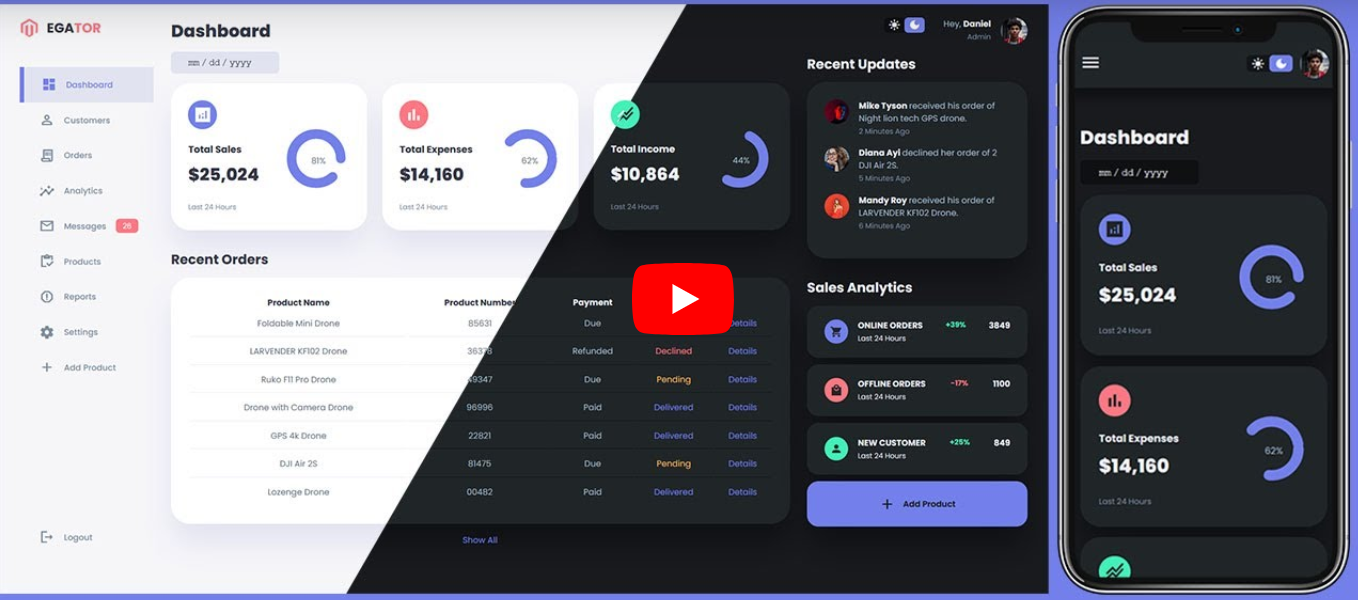 EGATOR
Dashboard
Customers
Orders
Analytics
Messages 26
Products
Reports
Settings
Add Product
Logout
Dashboard
mm / dd / yyyy
Total Sales
$25,024
81%
Last 24 Hours
Total Expenses
$14,160
62%
Last 24 Hours
Total Income
$10,864
44%
Last 24 Hours
Recent Orders
Product Name Product Number Payment
Foldable Mini Drone 85631 Due Details
LARVENDER KF102 Drone 36378 Refunded Declined Details
Ruko F11 Pro Drone 49347 Due Pending Details
Drone with Camera Drone 96996 Paid Delivered Details
GPS 4k Drone 22821 Paid Delivered Details
DJI Air 2S 81475 Due Pending Details
Lozenge Drone 00482 Paid Delivered Details
Show All
Hey, Daniel
Admin
Recent Updates
Mike Tyson received his order of
Night lion tech GPS drone.
2 Minutes Ago
Diana Ayi declined her order of 2
DJI Air 2S.
5 Minutes Ago
Mandy Roy received his order of
LARVENDER KF102 Drone.
6 Minutes Ago
Sales Analytics
ONLINE ORDERS +39% 3849
Last 24 Hours
OFFLINE ORDERS -17% 1100
Last 24 Hours
NEW CUSTOMER +25% 849
Last 24 Hours
Add Product
Dashboard
mm / dd / yyyy
Total Sales
$25,024
81%
Last 24 Hours
Total Expenses
$14,160
62%
Last 24 Hours